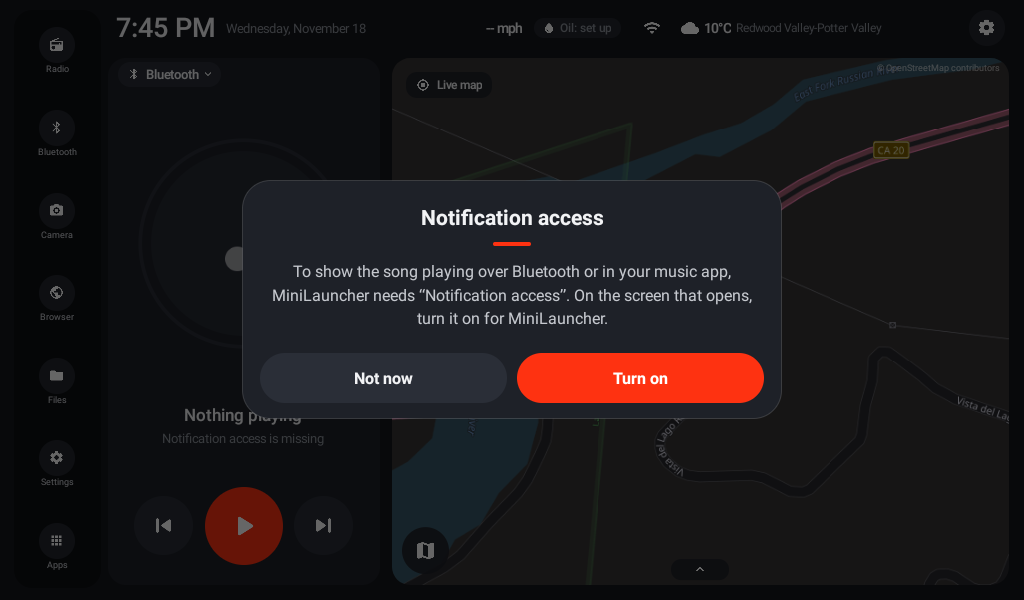 7:45 PM
Wednesday, November 18
-- mph
Oil: set up
10°C
Redwood Valley-Potter Valley
Radio
Bluetooth
Camera
Browser
Files
Settings
Apps
Bluetooth
Live map
© OpenStreetMap contributors
East Fork Russian
CA 20
Notification access
To show the song playing over Bluetooth or in your music app,
MiniLauncher needs “Notification access”. On the screen that opens,
turn it on for MiniLauncher.
Not now
Turn on
Nothing playing
Notification access is missing
Vista del Lago
Vista del Lag